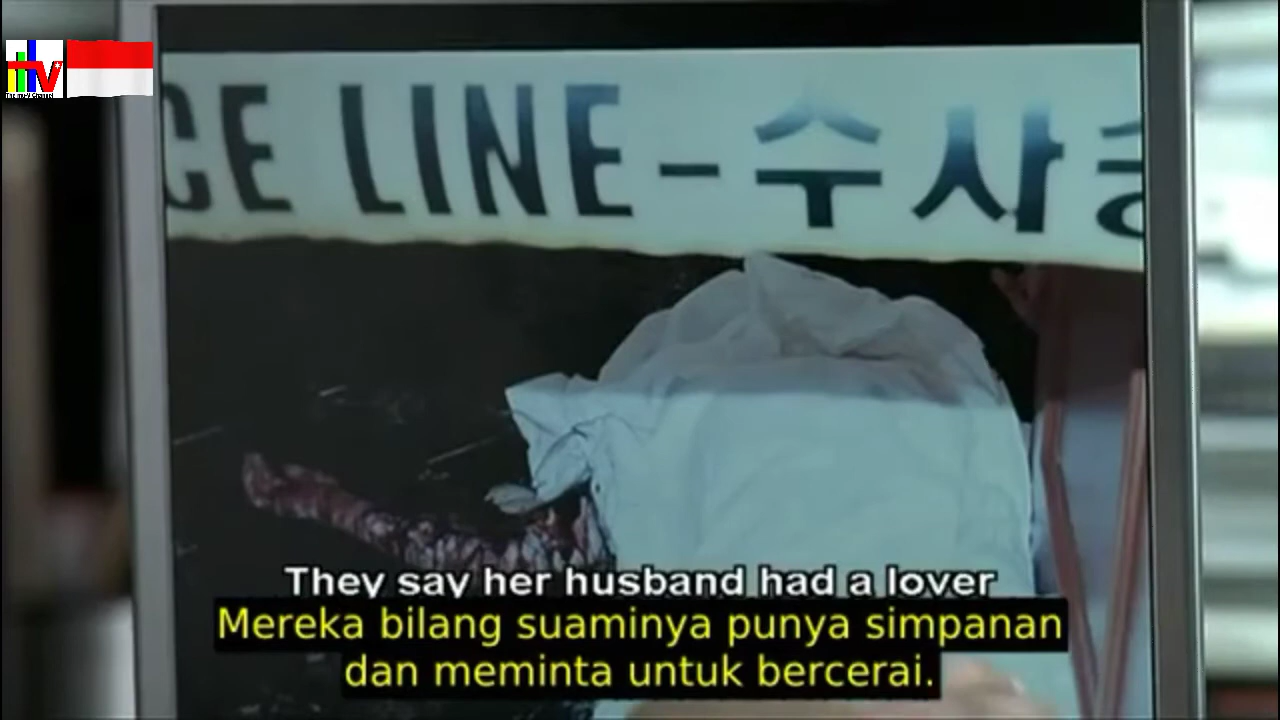 CE LINE - 수사
They say her husband had a lover
Mereka bilang suaminya punya simpanan
dan meminta untuk bercerai.